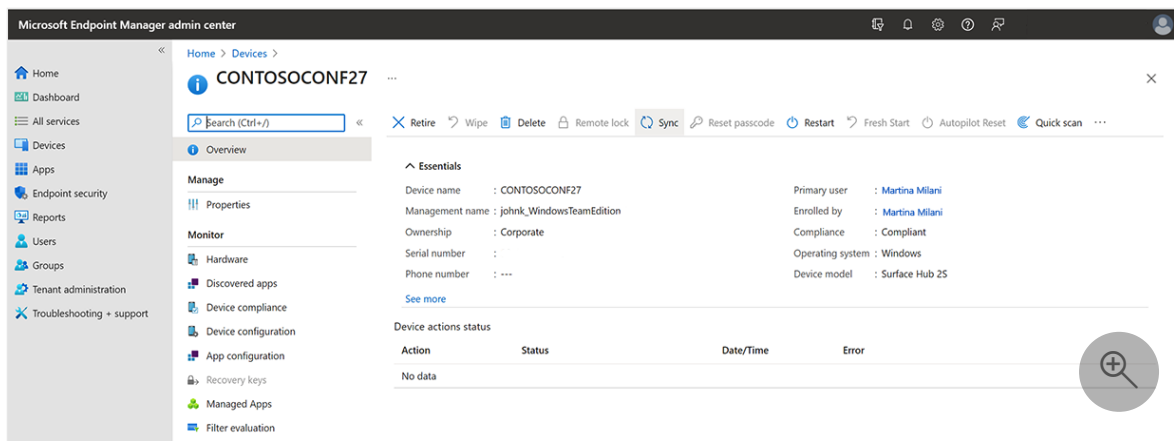 Microsoft Endpoint Manager admin center
«
Home
Dashboard
All services
Devices
Apps
Endpoint security
Reports
Users
Groups
Tenant administration
Troubleshooting + support
Home > Devices >
CONTOSOCONF27 ...
Search (Ctrl+/) «
Overview
Manage
Properties
Monitor
Hardware
Discovered apps
Device compliance
Device configuration
App configuration
Recovery keys
Managed Apps
Filter evaluation
Retire Wipe Delete Remote lock Sync Reset passcode Restart Fresh Start Autopilot Reset Quick scan ...
Essentials
Device name : CONTOSOCONF27
Management name : johnk_WindowsTeamEdition
Ownership : Corporate
Serial number :
Phone number : ---
See more
Primary user : Martina Milani
Enrolled by : Martina Milani
Compliance : Compliant
Operating system : Windows
Device model : Surface Hub 2S
Device actions status
Action Status Date/Time Error
No data